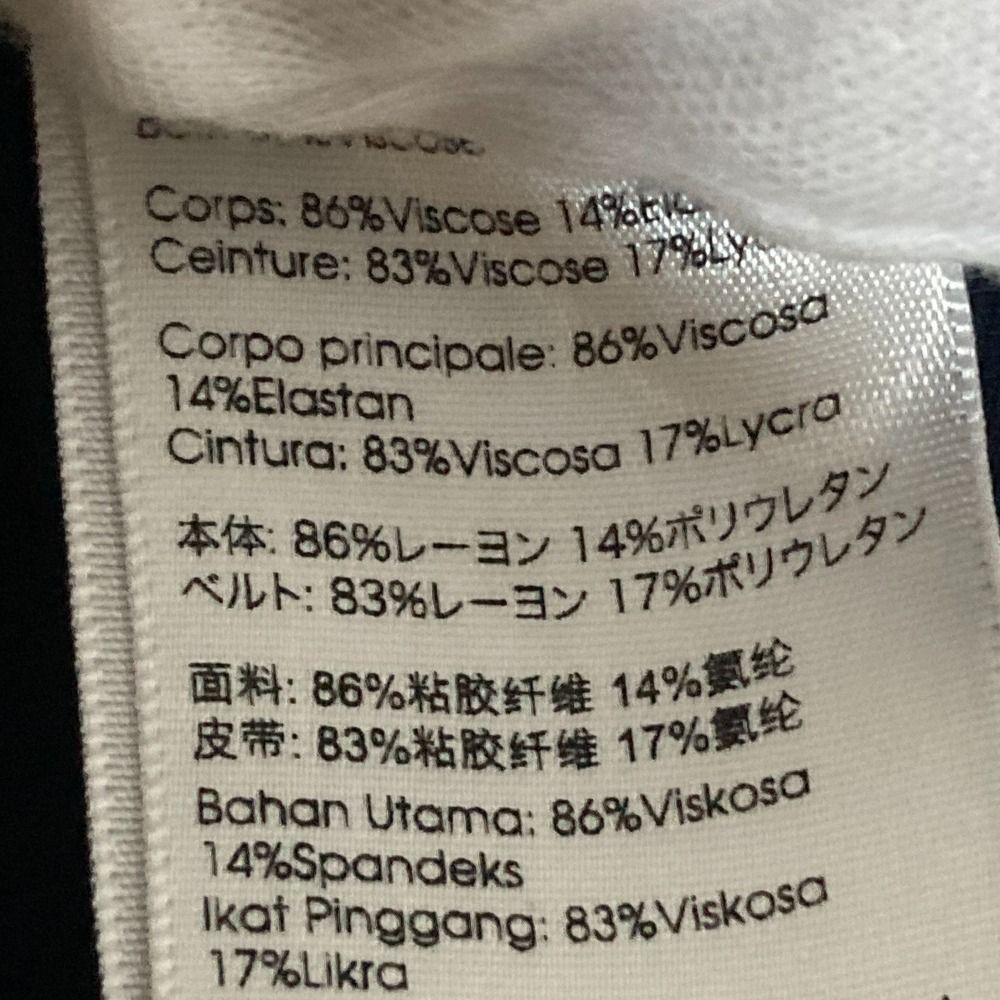 Corps: 86%Viscose 14%
Ceinture: 83%Viscose 17%Ly
Corpo principale: 86%Viscosa
14%Elastan
Cintura: 83%Viscosa 17%Lycra
本体: 86%レーヨン 14%ポリウレタン
ベルト: 83%レーヨン 17%ポリウレタン
面料: 86%粘胶纤维 14%氨纶
皮带: 83%粘胶纤维 17%氨纶
Bahan Utama: 86%Viskosa
14%Spandeks
Ikat Pinggang: 83%Viskosa
17%Likra